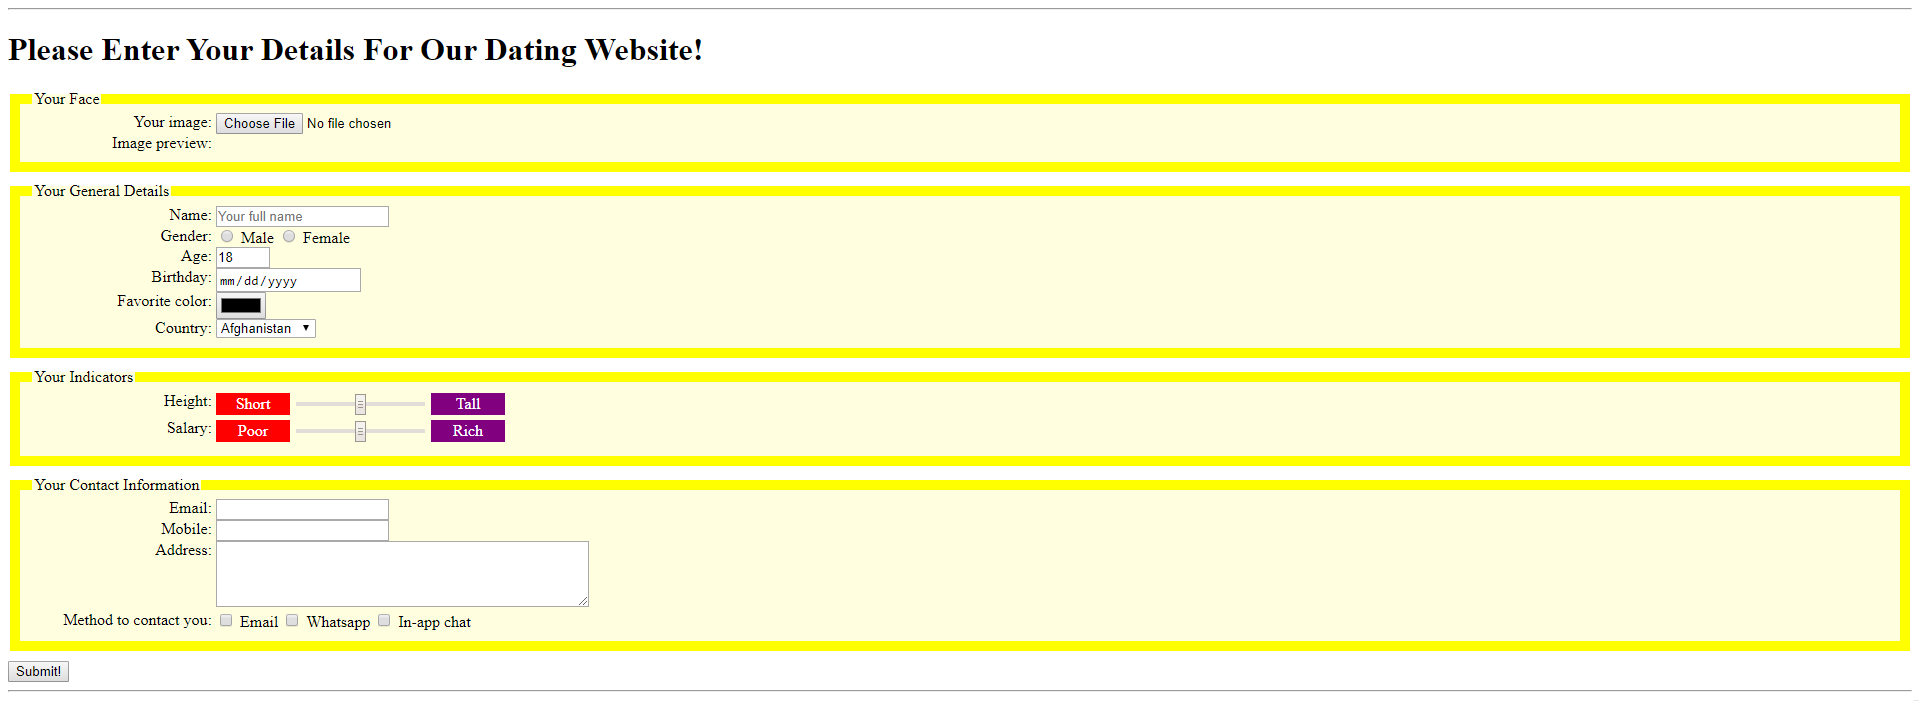 Please Enter Your Details For Our Dating Website!
Your Face
Your image: Choose File No file chosen
Image preview:
Your General Details
Name: Your full name
Gender: Male Female
Age: 18
Birthday: mm/dd/yyyy
Favorite color:
Country: Afghanistan
Your Indicators
Height: Short Tall
Salary: Poor Rich
Your Contact Information
Email:
Mobile:
Address:
Method to contact you: Email Whatsapp In-app chat
Submit!